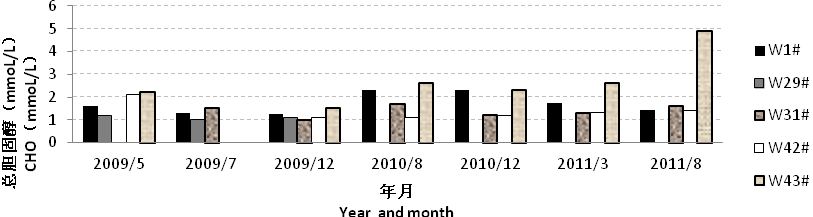 总胆固醇（mmoL/L）
CHO（mmoL/L）
6
5
4
3
2
1
0
2009/5 2009/7 2009/12 2010/8 2010/12 2011/3 2011/8
年月
Year and month
W1#
W29#
W31#
W42#
W43#